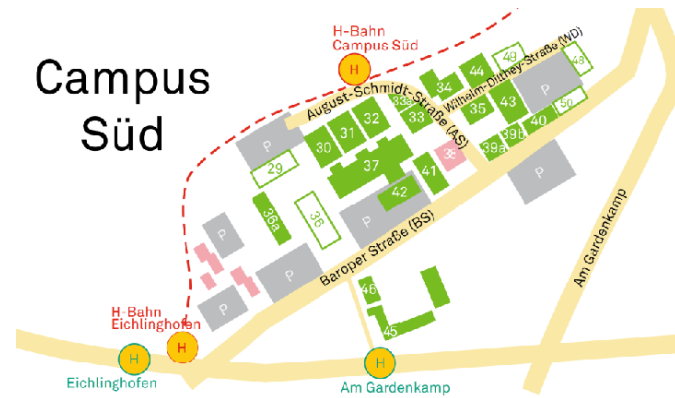 Campus
Süd
H-Bahn
Campus Süd
H
August-Schmidt-Straße (AS)
Wilhelm-Dilthey-Straße (WD)
49
48
44
34
33a
33
35
43
50
40
39b
39a
P
P
32
31
30
P
29
37
38
41
42
P
36a
36
P
P
P
Baroper Straße (BS)
Am Gardenkamp
46
45
H-Bahn
Eichlinghofen
H
H
Eichlinghofen
H
Am Gardenkamp